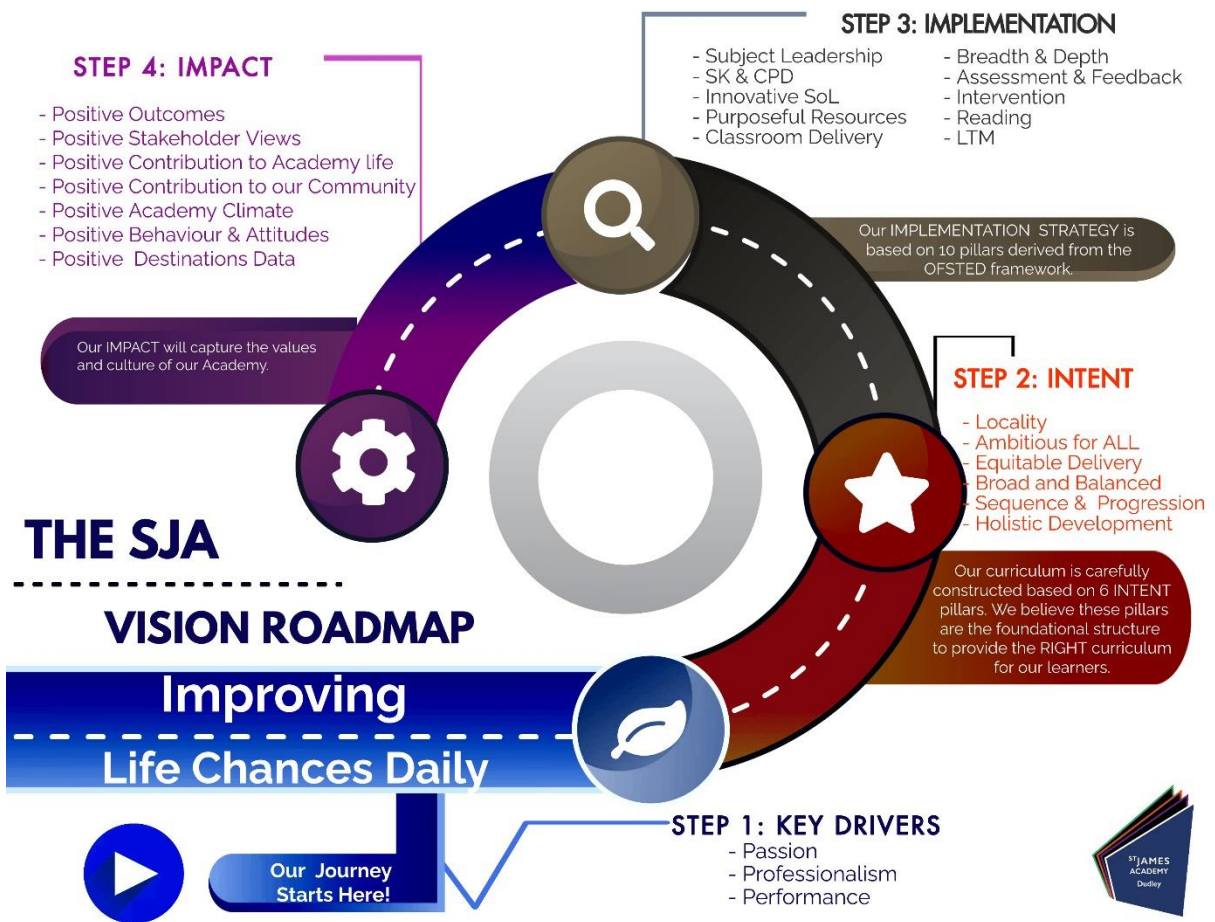 THE SJA
VISION ROADMAP
Improving
Life Chances Daily
Our Journey
Starts Here!
STEP 1: KEY DRIVERS
- Passion
- Professionalism
- Performance
STEP 2: INTENT
- Locality
- Ambitious for ALL
- Equitable Delivery
- Broad and Balanced
- Sequence & Progression
- Holistic Development
Our curriculum is carefully
constructed based on 6 INTENT
pillars. We believe these pillars
are the foundational structure
to provide the RIGHT curriculum
for our learners.
STEP 3: IMPLEMENTATION
- Subject Leadership
- SK & CPD
- Innovative SoL
- Purposeful Resources
- Classroom Delivery
- Breadth & Depth
- Assessment & Feedback
- Intervention
- Reading
- LTM
Our IMPLEMENTATION STRATEGY is
based on 10 pillars derived from the
OFSTED framework.
STEP 4: IMPACT
- Positive Outcomes
- Positive Stakeholder Views
- Positive Contribution to Academy life
- Positive Contribution to our Community
- Positive Academy Climate
- Positive Behaviour & Attitudes
- Positive Destinations Data
Our IMPACT will capture the values
and culture of our Academy.
ST JAMES
ACADEMY
Dudley